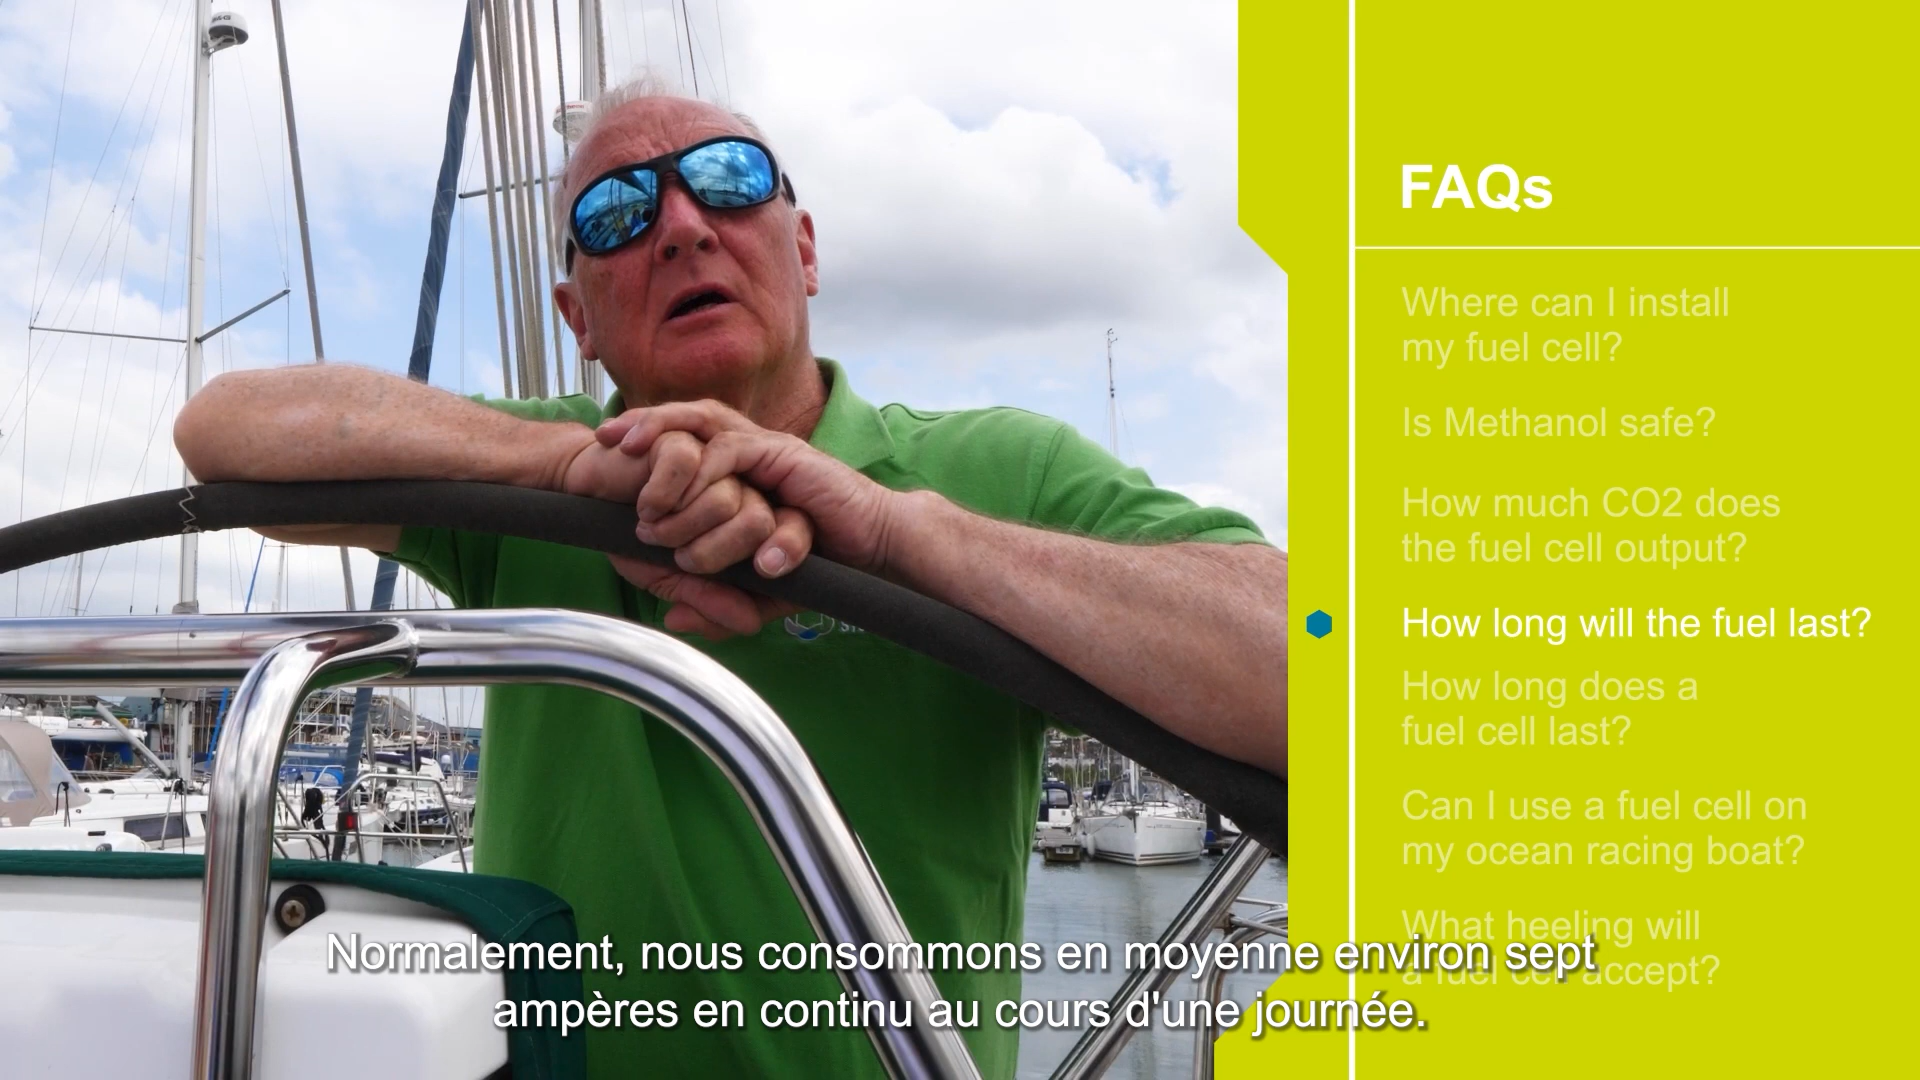 FAQs
Where can I install
my fuel cell?
Is Methanol safe?
How much CO2 does
the fuel cell output?
How long will the fuel last?
How long does a
fuel cell last?
Can I use a fuel cell on
my ocean racing boat?
What heeling will
a fuel cell accept?
Normalement, nous consommons en moyenne environ sept
ampères en continu au cours d'une journée.